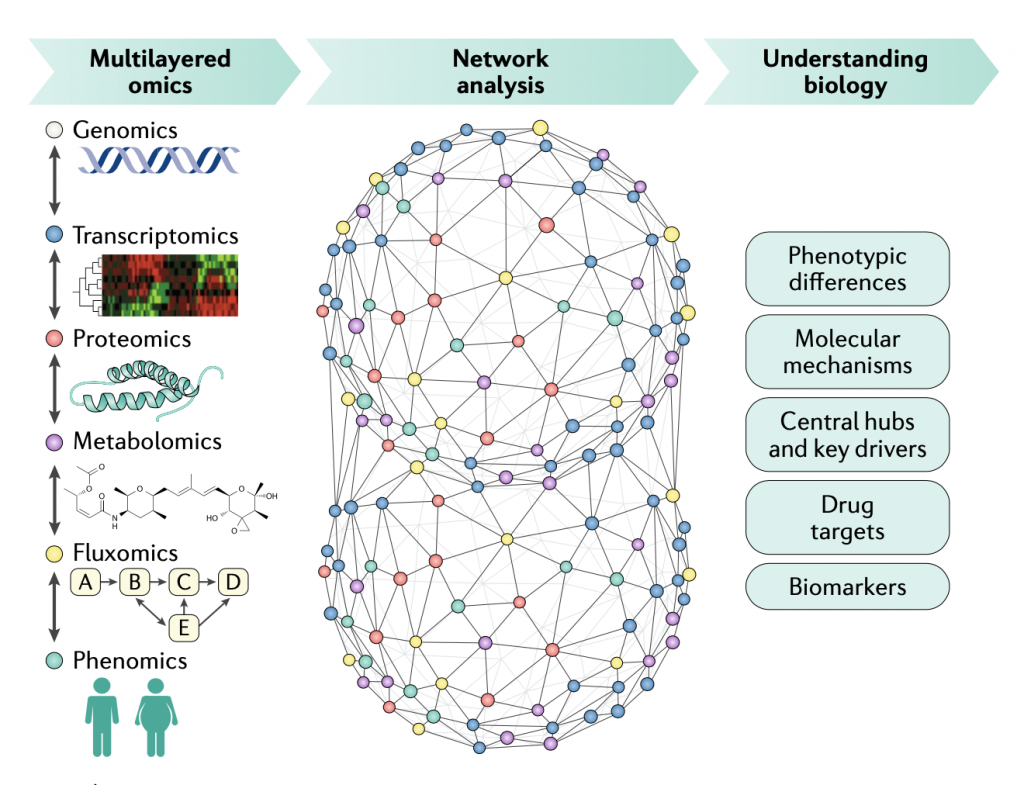 Multilayered
omics
Network
analysis
Understanding
biology
Genomics
Transcriptomics
Proteomics
Metabolomics
O
O
O
N
H
O
O
OH
HO
O
Fluxomics
A
B
C
D
E
Phenomics
Phenotypic
differences
Molecular
mechanisms
Central hubs
and key drivers
Drug
targets
Biomarkers